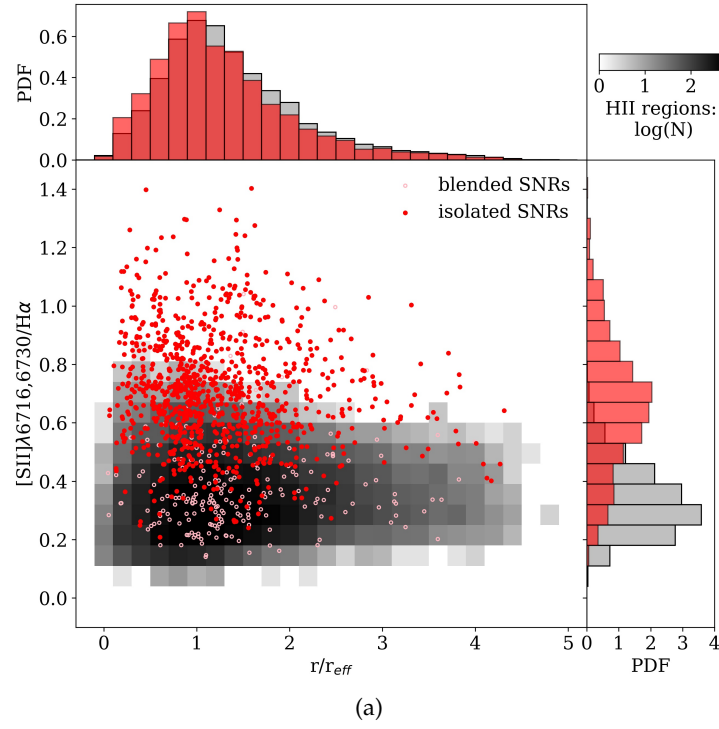 0.6
0.4
0.2
0.0
PDF
0 1 2
HII regions:
log(N)
blended SNRs
isolated SNRs
1.4
1.2
1.0
0.8
0.6
0.4
0.2
0.0
[SII]λ6716,6730/Hα
0 1 2 3 4 5
r/r_eff
0 1 2 3 4
PDF
(a)